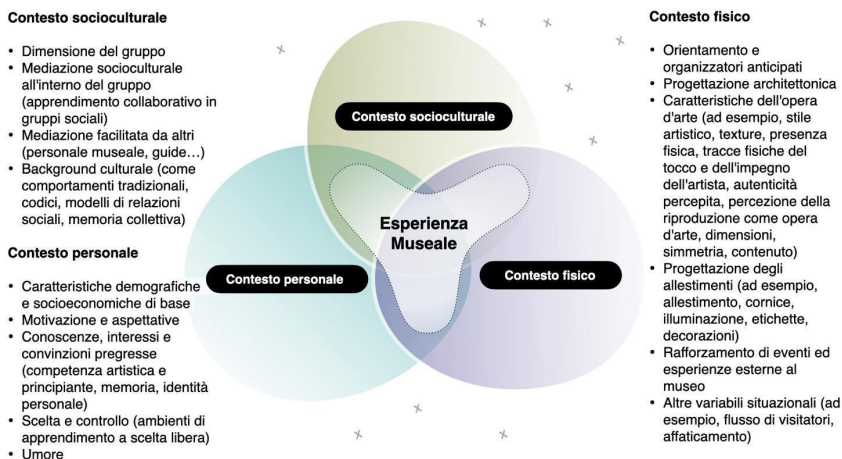 Contesto socioculturale
• Dimensione del gruppo
• Mediazione socioculturale
all'interno del gruppo
(apprendimento collaborativo in
gruppi sociali)
• Mediazione facilitata da altri
(personale museale, guide…)
• Background culturale (come
comportamenti tradizionali,
codici, modelli di relazioni
sociali, memoria collettiva)
Contesto personale
• Caratteristiche demografiche
e socioeconomiche di base
• Motivazione e aspettative
• Conoscenze, interessi e
convinzioni pregresse
(competenza artistica e
principiante, memoria, identità
personale)
• Scelta e controllo (ambienti di
apprendimento a scelta libera)
• Umore
Contesto socioculturale
Esperienza
Museale
Contesto personale
Contesto fisico
Contesto fisico
• Orientamento e
organizzatori anticipati
• Progettazione architettonica
• Caratteristiche dell'opera
d'arte (ad esempio, stile
artistico, texture, presenza
fisica, tracce fisiche del
tocco e dell'impegno
dell'artista, autenticità
percepita, percezione della
riproduzione come opera
d'arte, dimensioni,
simmetria, contenuto)
• Progettazione degli
allestimenti (ad esempio,
allestimento, cornice,
illuminazione, etichette,
decorazioni)
• Rafforzamento di eventi ed
esperienze esterne al
museo
• Altre variabili situazionali (ad
esempio, flusso di visitatori,
affaticamento)